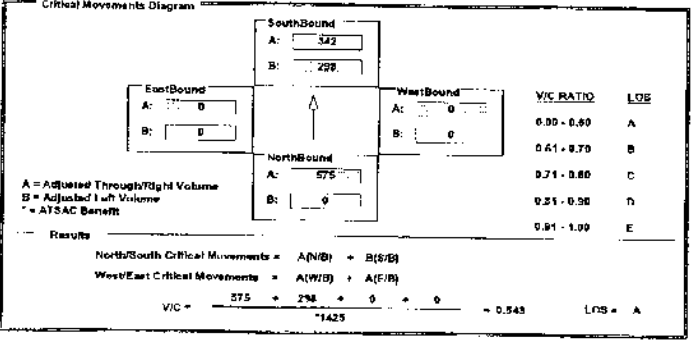 Critical Movements Diagram
SouthBound
A: 342
B: 298
EastBound
A: 0
B: 0
WestBound
A: 0
B: 0
NorthBound
A: 575
B: 0
V/C RATIO LOS
0.00 - 0.60 A
0.61 - 0.70 B
0.71 - 0.80 C
0.81 - 0.90 D
0.91 - 1.00 E
A = Adjusted Through/Right Volume
B = Adjusted Left Volume
* = ATSAC Benefit
Results
North/South Critical Movements = A(N/B) + B(S/B)
West/East Critical Movements = A(W/B) + A(E/B)
V/C = 575 + 298 + 0 + 0 = 0.543 LOS = A
*1425